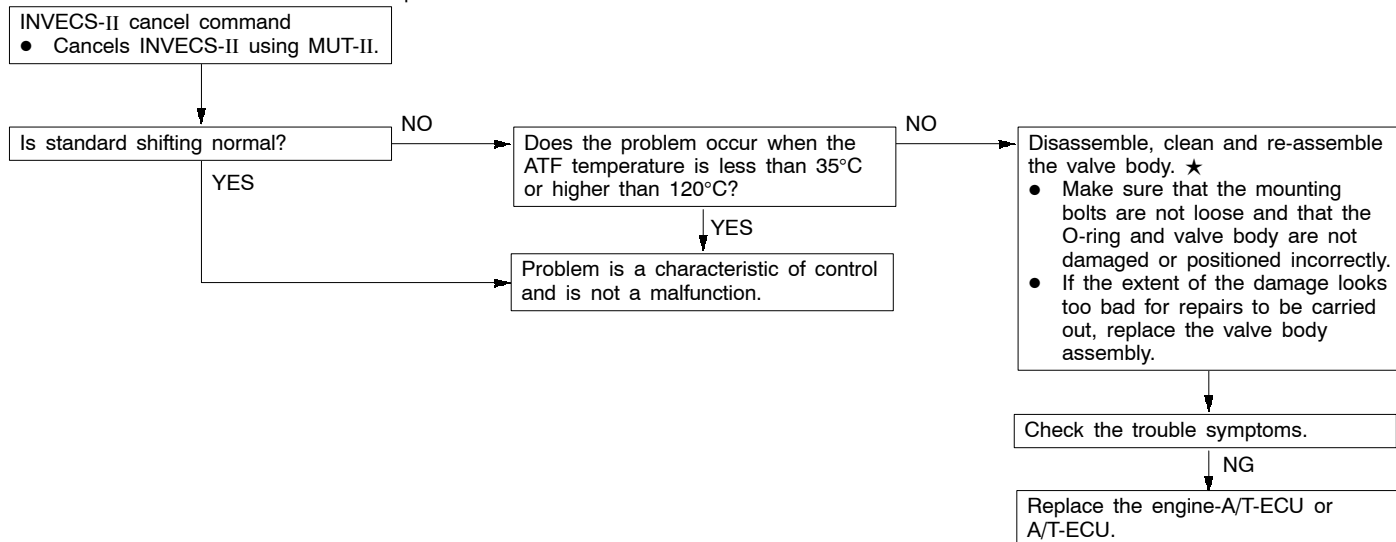 INVECS-II cancel command
● Cancels INVECS-II using MUT-II.
Is standard shifting normal?
NO
YES
Does the problem occur when the
ATF temperature is less than 35°C
or higher than 120°C?
NO
YES
Problem is a characteristic of control
and is not a malfunction.
Disassemble, clean and re-assemble
the valve body. ★
● Make sure that the mounting
bolts are not loose and that the
O-ring and valve body are not
damaged or positioned incorrectly.
● If the extent of the damage looks
too bad for repairs to be carried
out, replace the valve body
assembly.
Check the trouble symptoms.
NG
Replace the engine-A/T-ECU or
A/T-ECU.